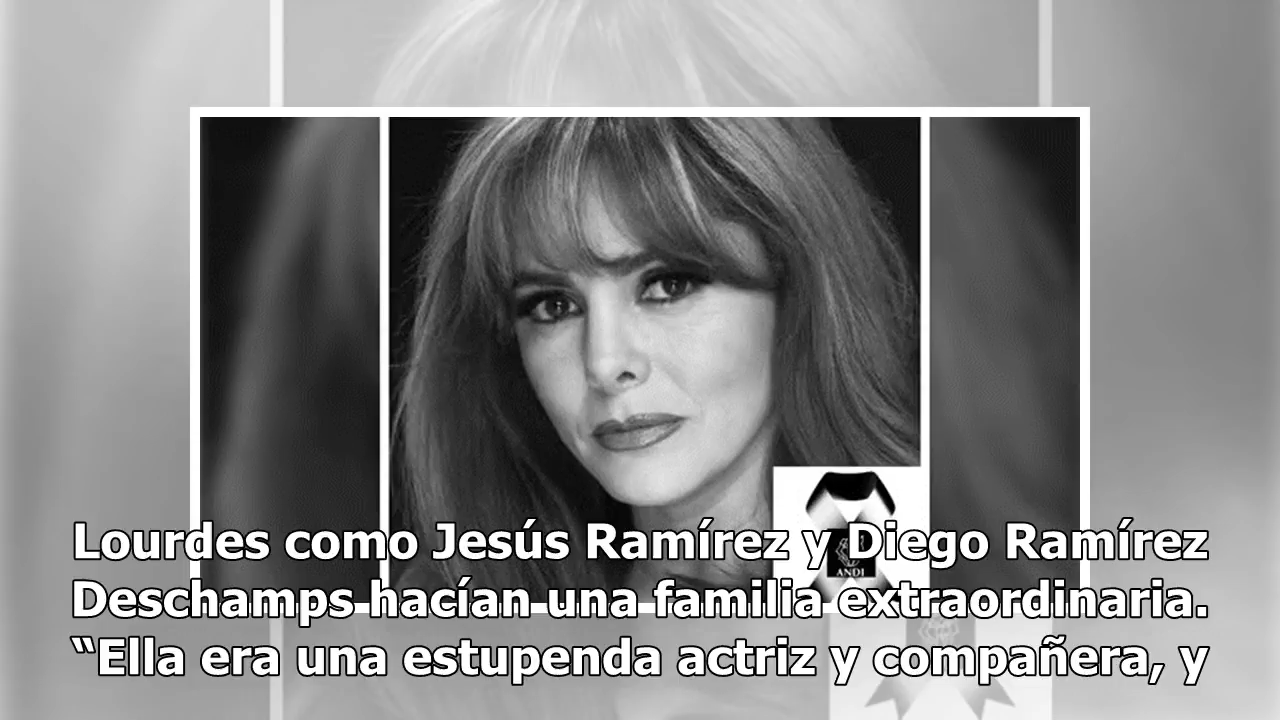 ANDI
Lourdes como Jesús Ramírez y Diego Ramírez
Deschamps hacían una familia extraordinaria.
“Ella era una estupenda actriz y compañera, y